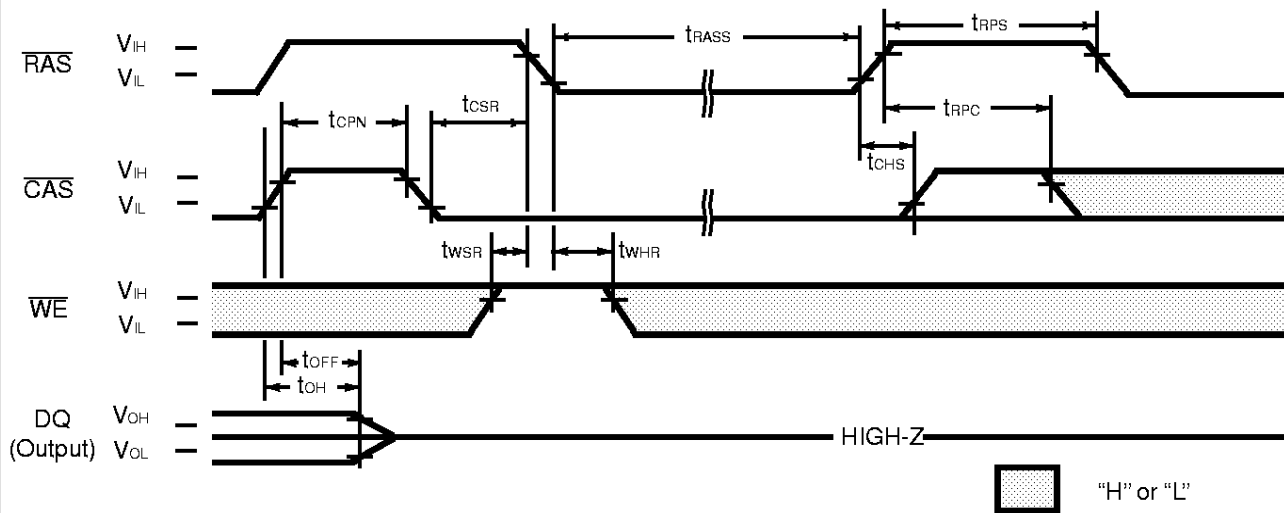 tRPS
VIH
tRASS
RAS
VIL
tCSR
tCPN
tRPC
tCHS
VIH
CAS
VIL
tWSR
tWHR
VIH
WE
VIL
tOFF
tOH
DQ
(Output)
VOH
VOL
HIGH-Z
“H” or “L”